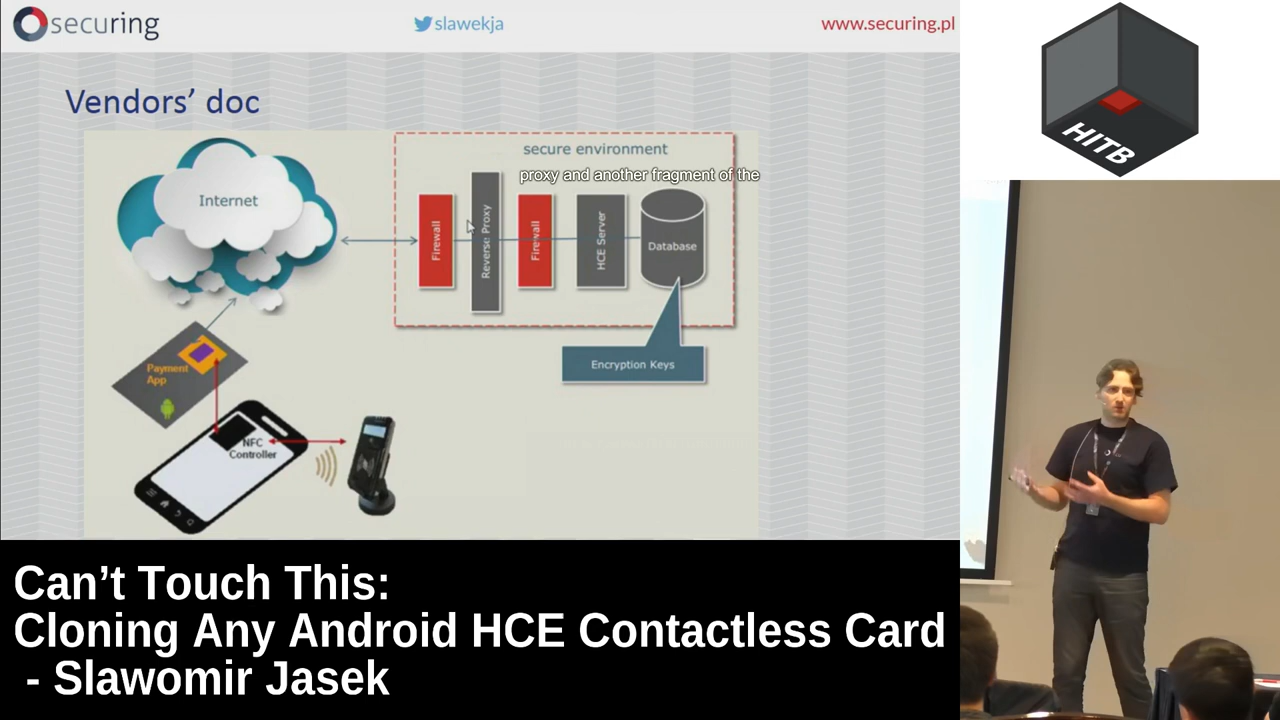 securing
slawekja
www.securing.pl
Vendors’ doc
secure environment
proxy and another fragment of the
Internet
Firewall
Reverse Proxy
Firewall
HCE Server
Database
Encryption Keys
Payment
App
NFC
Controller
HITB
Can’t Touch This:
Cloning Any Android HCE Contactless Card
- Slawomir Jasek